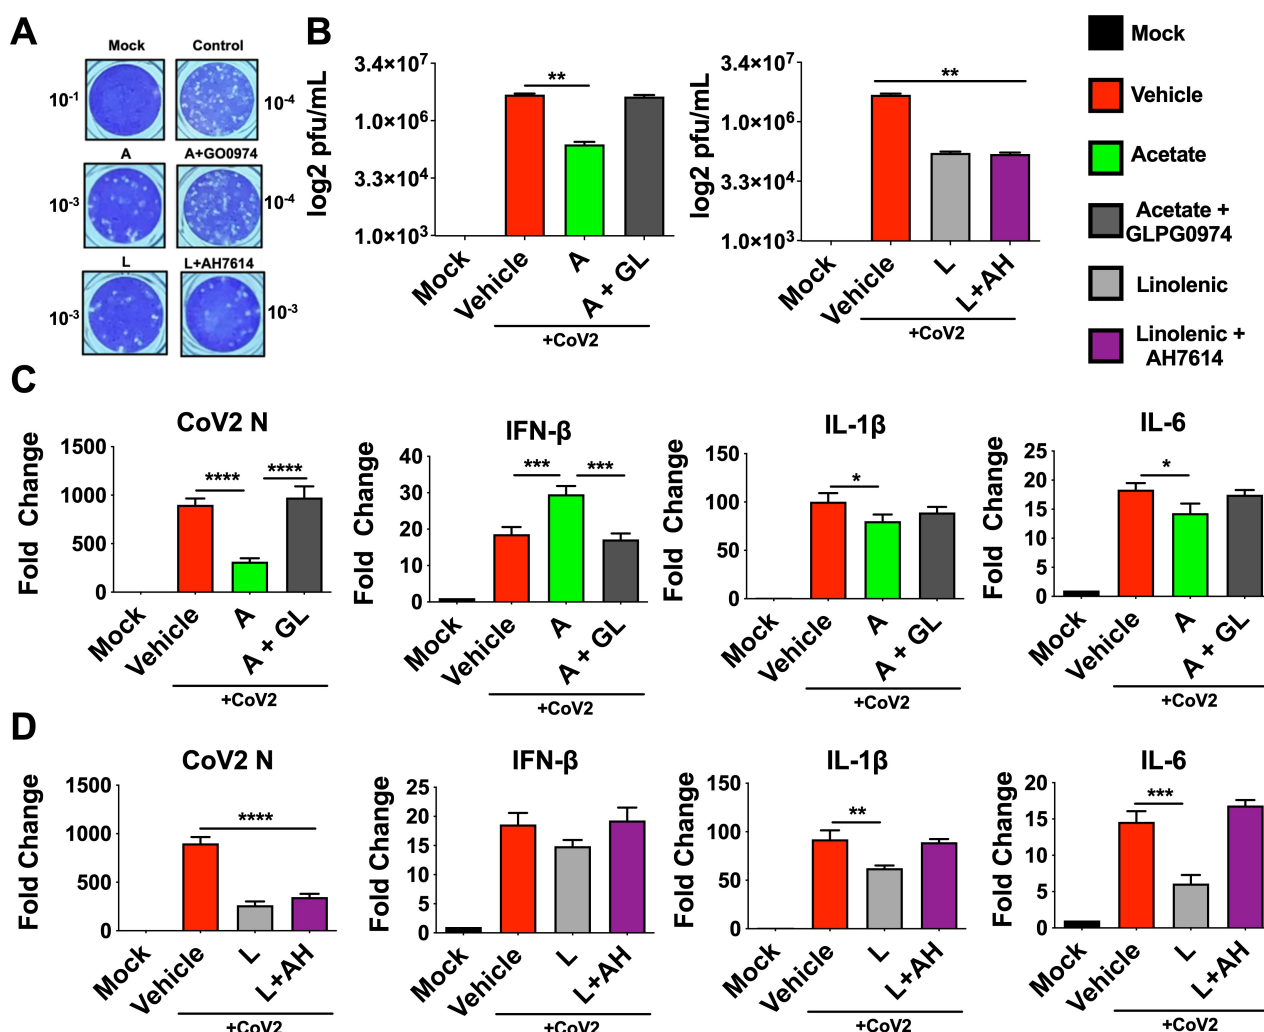 A
Mock
Control
10-1
10-4
A
A+GO0974
10-3
10-4
L
L+AH7614
10-3
10-3
B
log2 pfu/mL
3.4×10⁷
1.0×10⁶
3.3×10⁴
1.0×10³
**
Mock
Vehicle
A
A + GL
+CoV2
log2 pfu/mL
3.4×10⁷
1.0×10⁶
3.3×10⁴
1.0×10³
**
Mock
Vehicle
L
L+AH
+CoV2
Mock
Vehicle
Acetate
Acetate +
GLPG0974
Linolenic
Linolenic +
AH7614
C
CoV2 N
Fold Change
1500
1000
500
0
****
****
Mock
Vehicle
A
A + GL
+CoV2
IFN-β
Fold Change
40
30
20
10
0
***
***
Mock
Vehicle
A
A + GL
+CoV2
IL-1β
Fold Change
150
100
50
0
*
Mock
Vehicle
A
A + GL
+CoV2
IL-6
Fold Change
25
20
15
10
5
0
*
Mock
Vehicle
A
A + GL
+CoV2
D
CoV2 N
Fold Change
1500
1000
500
0
****
Mock
Vehicle
L
L+AH
+CoV2
IFN-β
Fold Change
25
20
15
10
5
0
Mock
Vehicle
L
L+AH
+CoV2
IL-1β
Fold Change
150
100
50
0
**
Mock
Vehicle
L
L+AH
+CoV2
IL-6
Fold Change
20
15
10
5
0
***
Mock
Vehicle
L
L+AH
+CoV2